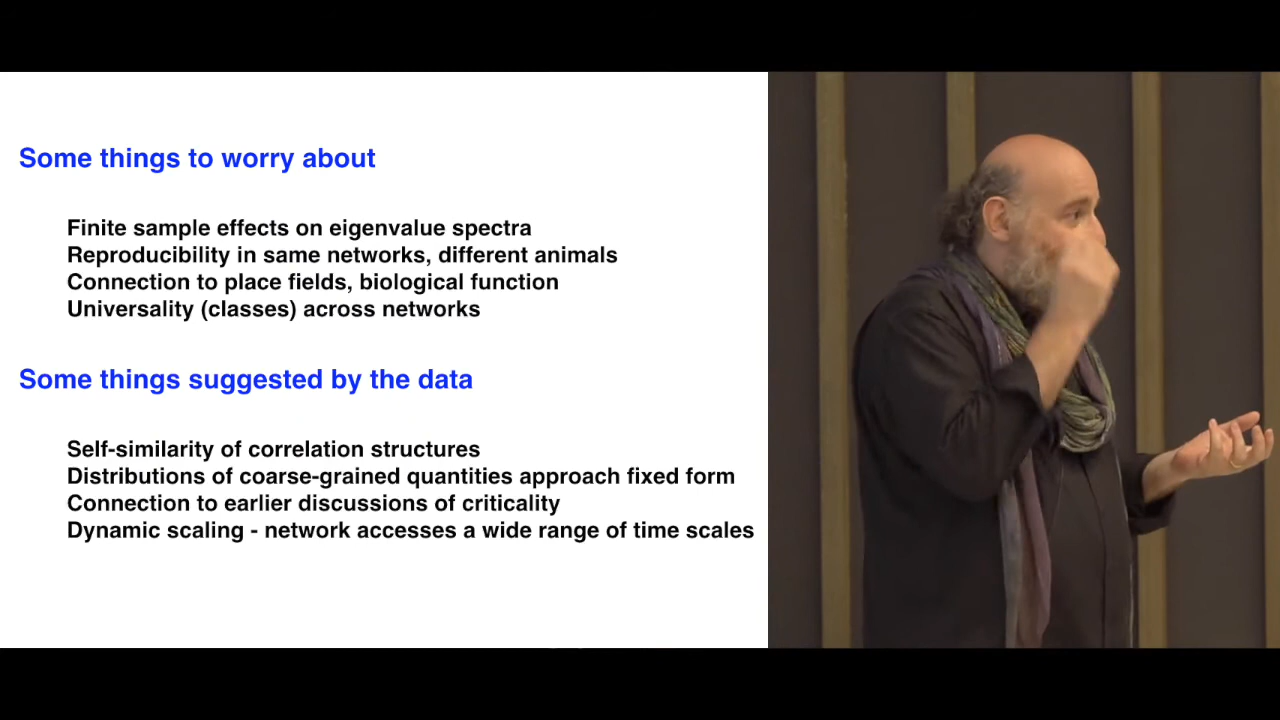 Some things to worry about
Finite sample effects on eigenvalue spectra
Reproducibility in same networks, different animals
Connection to place fields, biological function
Universality (classes) across networks
Some things suggested by the data
Self-similarity of correlation structures
Distributions of coarse-grained quantities approach fixed form
Connection to earlier discussions of criticality
Dynamic scaling - network accesses a wide range of time scales